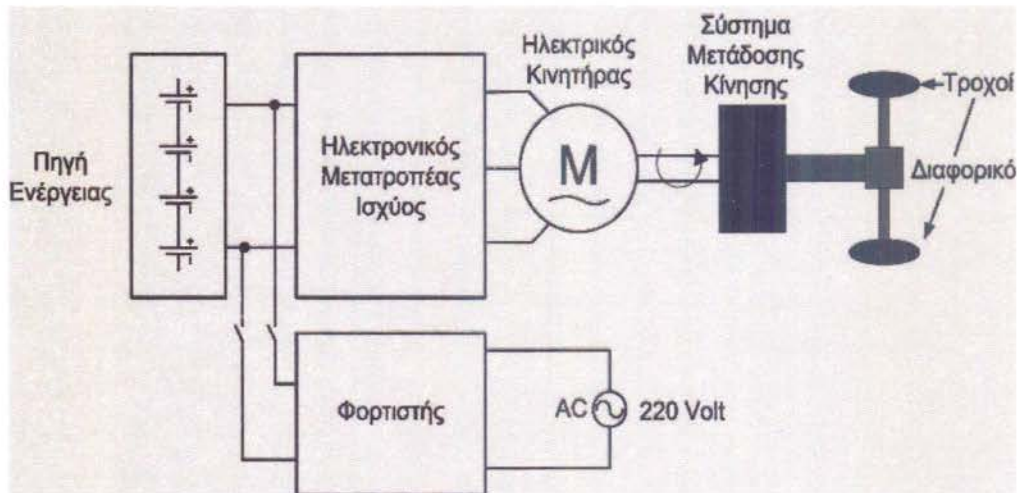 Πηγή
Ενέργειας
Ηλεκτρονικός
Μετατροπέας
Ισχύος
Ηλεκτρικός
Κινητήρας
M
Σύστημα
Μετάδοσης
Κίνησης
Τροχοί
Διαφορικό
Φορτιστής
AC 220 Volt